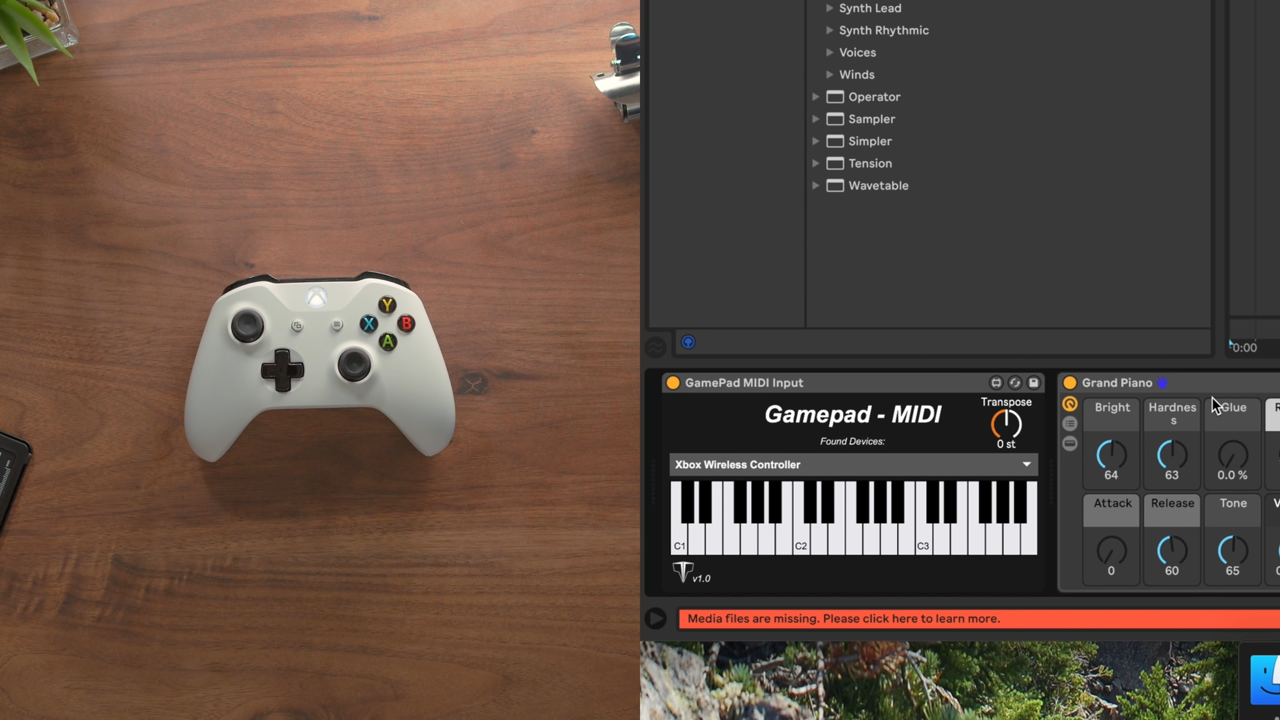 Y
X
B
A
Synth Lead
Synth Rhythmic
Voices
Winds
Operator
Sampler
Simpler
Tension
Wavetable
0:00
GamePad MIDI Input
Gamepad - MIDI
Transpose
0 st
Found Devices:
Xbox Wireless Controller
C1
C2
C3
v1.0
Grand Piano
Bright
Hardnes
s
Glue
64
63
0.0 %
Attack
Release
Tone
0
60
65
Media files are missing. Please click here to learn more.